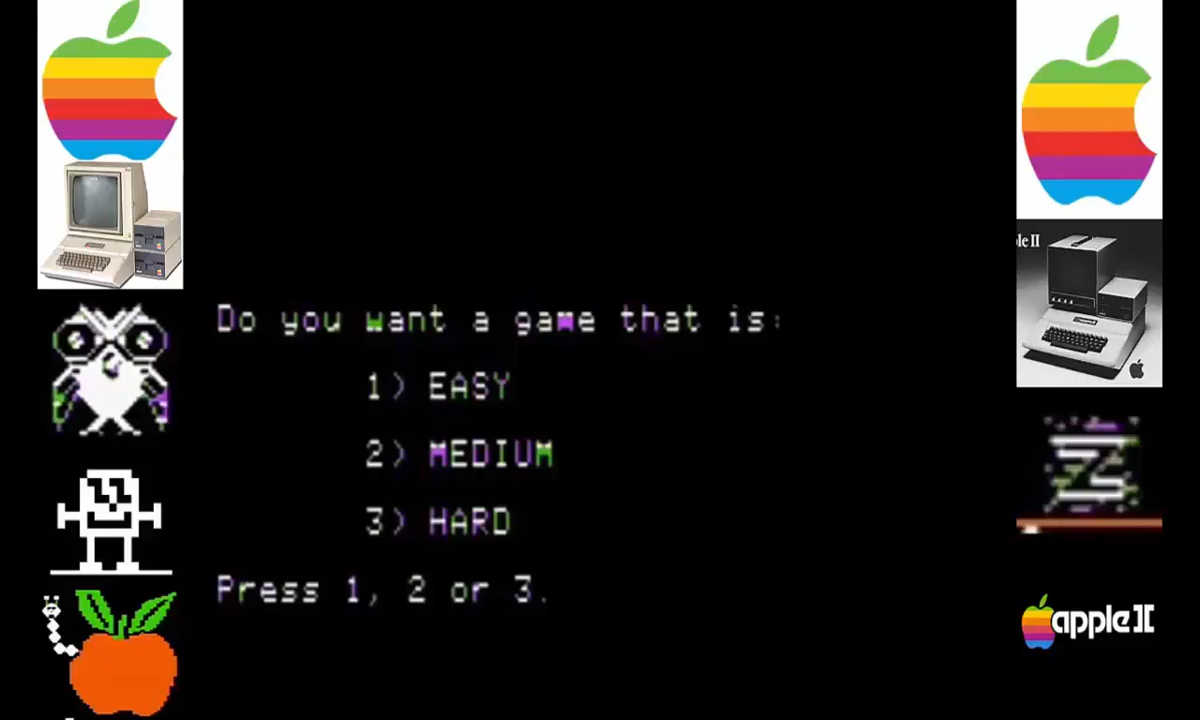 Do you want a game that is:
1) EASY
2) MEDIUM
3) HARD
Press 1, 2 or 3.
ple II
apple ][